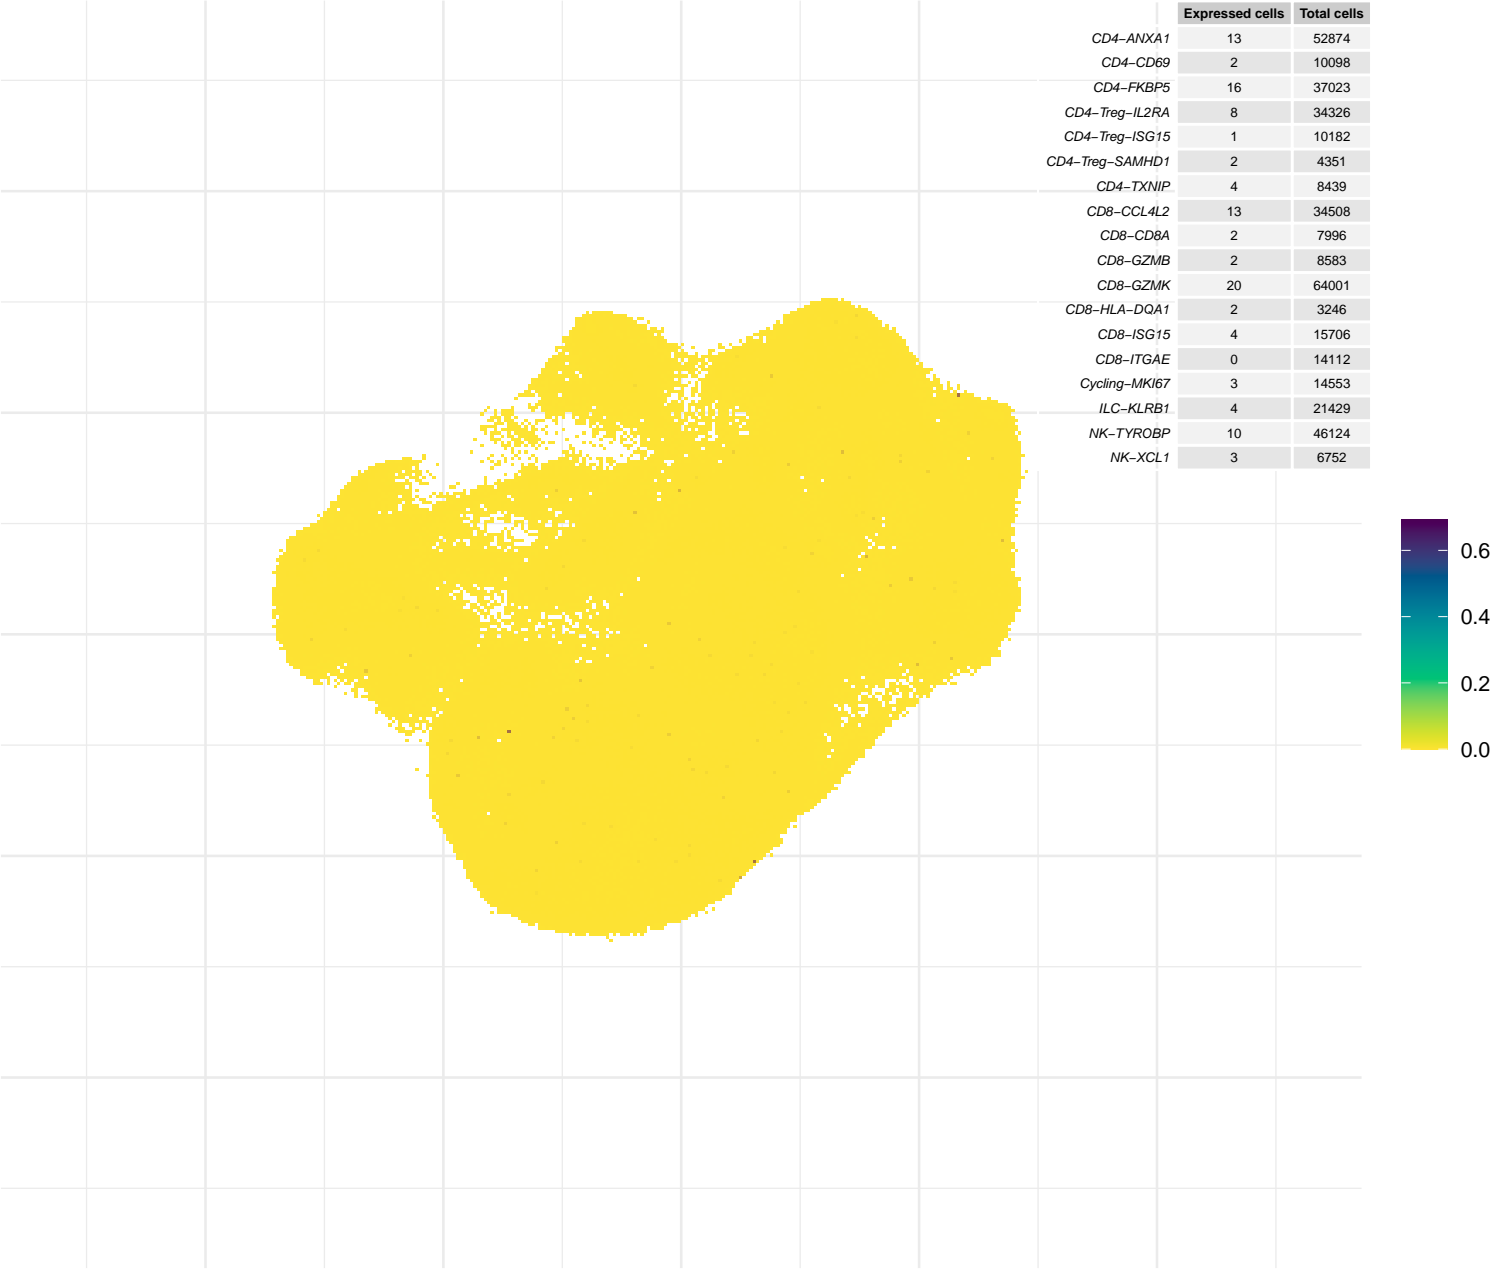 Expressed cells Total cells
CD4−ANXA1 13 52874
CD4−CD69 2 10098
CD4−FKBP5 16 37023
CD4−Treg−IL2RA 8 34326
CD4−Treg−ISG15 1 10182
CD4−Treg−SAMHD1 2 4351
CD4−TXNIP 4 8439
CD8−CCL4L2 13 34508
CD8−CD8A 2 7996
CD8−GZMB 2 8583
CD8−GZMK 20 64001
CD8−HLA−DQA1 2 3246
CD8−ISG15 4 15706
CD8−ITGAE 0 14112
Cycling−MKI67 3 14553
ILC−KLRB1 4 21429
NK−TYROBP 10 46124
NK−XCL1 3 6752
0.6
0.4
0.2
0.0